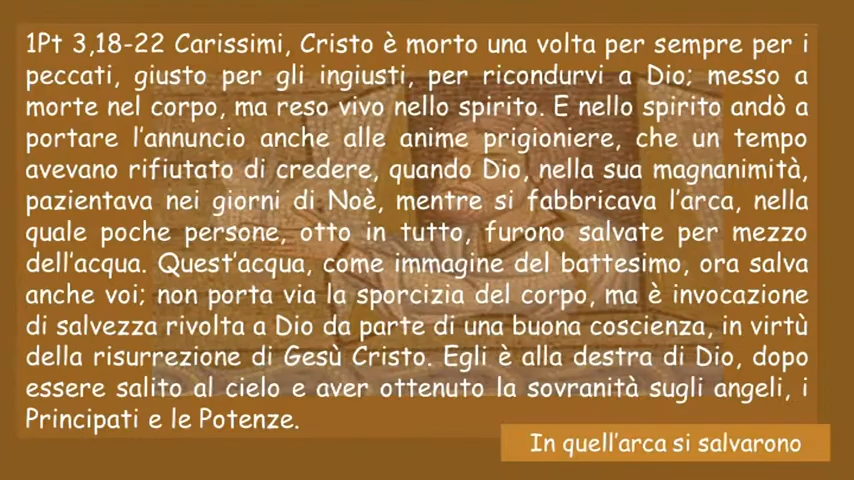 1Pt 3,18-22 Carissimi, Cristo è morto una volta per sempre per i
peccati, giusto per gli ingiusti, per ricondurvi a Dio; messo a
morte nel corpo, ma reso vivo nello spirito. E nello spirito andò a
portare l'annuncio anche alle anime prigioniere, che un tempo
avevano rifiutato di credere, quando Dio, nella sua magnanimità,
pazientava nei giorni di Noè, mentre si fabbricava l'arca, nella
quale poche persone, otto in tutto, furono salvate per mezzo
dell'acqua. Quest'acqua, come immagine del battesimo, ora salva
anche voi; non porta via la sporcizia del corpo, ma è invocazione
di salvezza rivolta a Dio da parte di una buona coscienza, in virtù
della risurrezione di Gesù Cristo. Egli è alla destra di Dio, dopo
essere salito al cielo e aver ottenuto la sovranità sugli angeli, i
Principati e le Potenze.
In quell'arca si salvarono